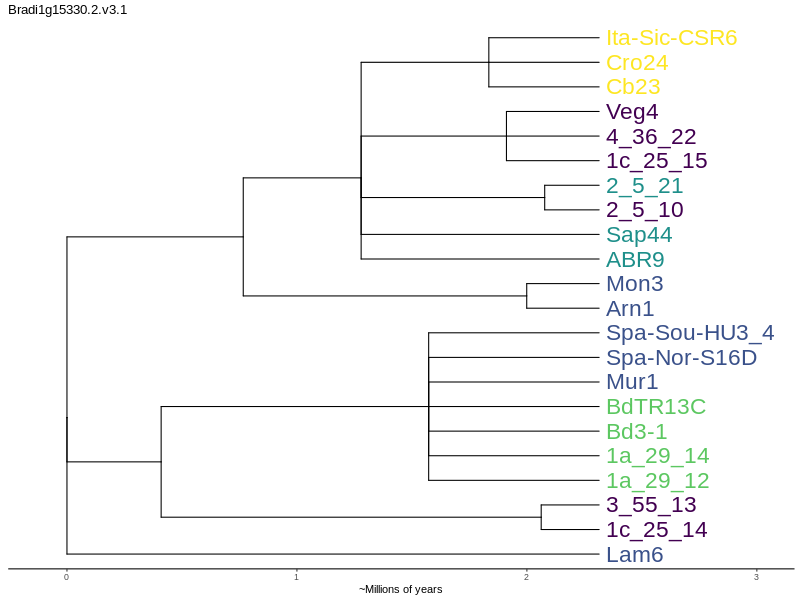 Bradi1g15330.2.v3.1
Ita-Sic-CSR6
Cro24
Cb23
Veg4
4_36_22
1c_25_15
2_5_21
2_5_10
Sap44
ABR9
Mon3
Arn1
Spa-Sou-HU3_4
Spa-Nor-S16D
Mur1
BdTR13C
Bd3-1
1a_29_14
1a_29_12
3_55_13
1c_25_14
Lam6
0 1 2 3
~Millions of years